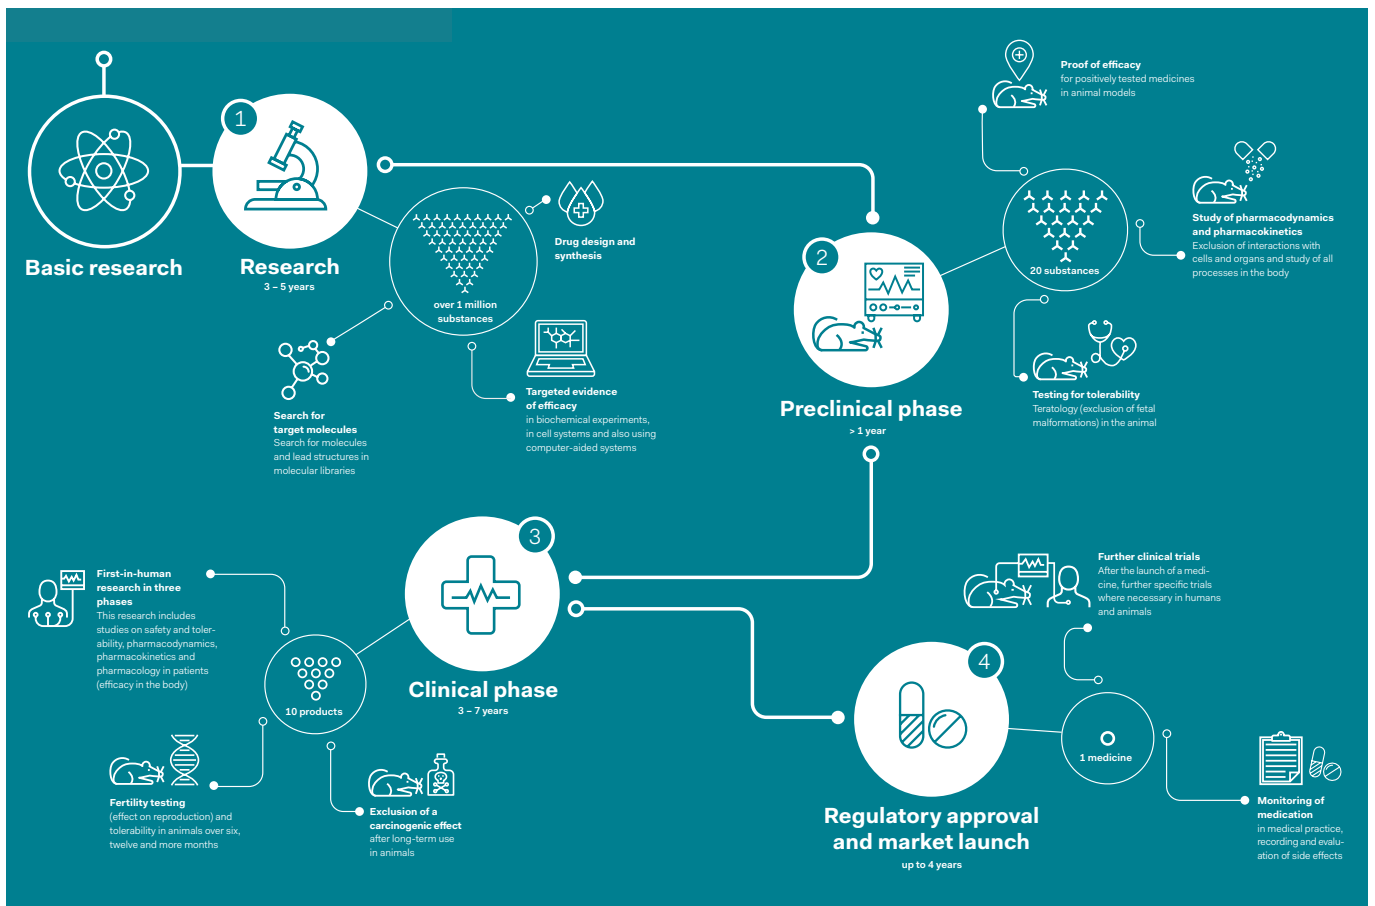 Basic research
1
Research
3 – 5 years
over 1 million
substances
Drug design and
synthesis
Search for
target molecules
Search for molecules
and lead structures in
molecular libraries
Targeted evidence
of efficacy
in biochemical experiments,
in cell systems and also using
computer-aided systems
2
Preclinical phase
> 1 year
20 substances
Proof of efficacy
for positively tested medicines
in animal models
Study of pharmacodynamics
and pharmacokinetics
Exclusion of interactions with
cells and organs and study of all
processes in the body
Testing for tolerability
Teratology (exclusion of fetal
malformations) in the animal
3
Clinical phase
3 – 7 years
10 products
First-in-human
research in three
phases
This research includes
studies on safety and toler-
ability, pharmacodynamics,
pharmacokinetics and
pharmacology in patients
(efficacy in the body)
Fertility testing
(effect on reproduction) and
tolerability in animals over six,
twelve and more months
Exclusion of a
carcinogenic effect
after long-term use
in animals
4
Regulatory approval
and market launch
up to 4 years
1 medicine
Further clinical trials
After the launch of a medi-
cine, further specific trials
where necessary in humans
and animals
Monitoring of
medication
in medical practice,
recording and evalu-
ation of side effects